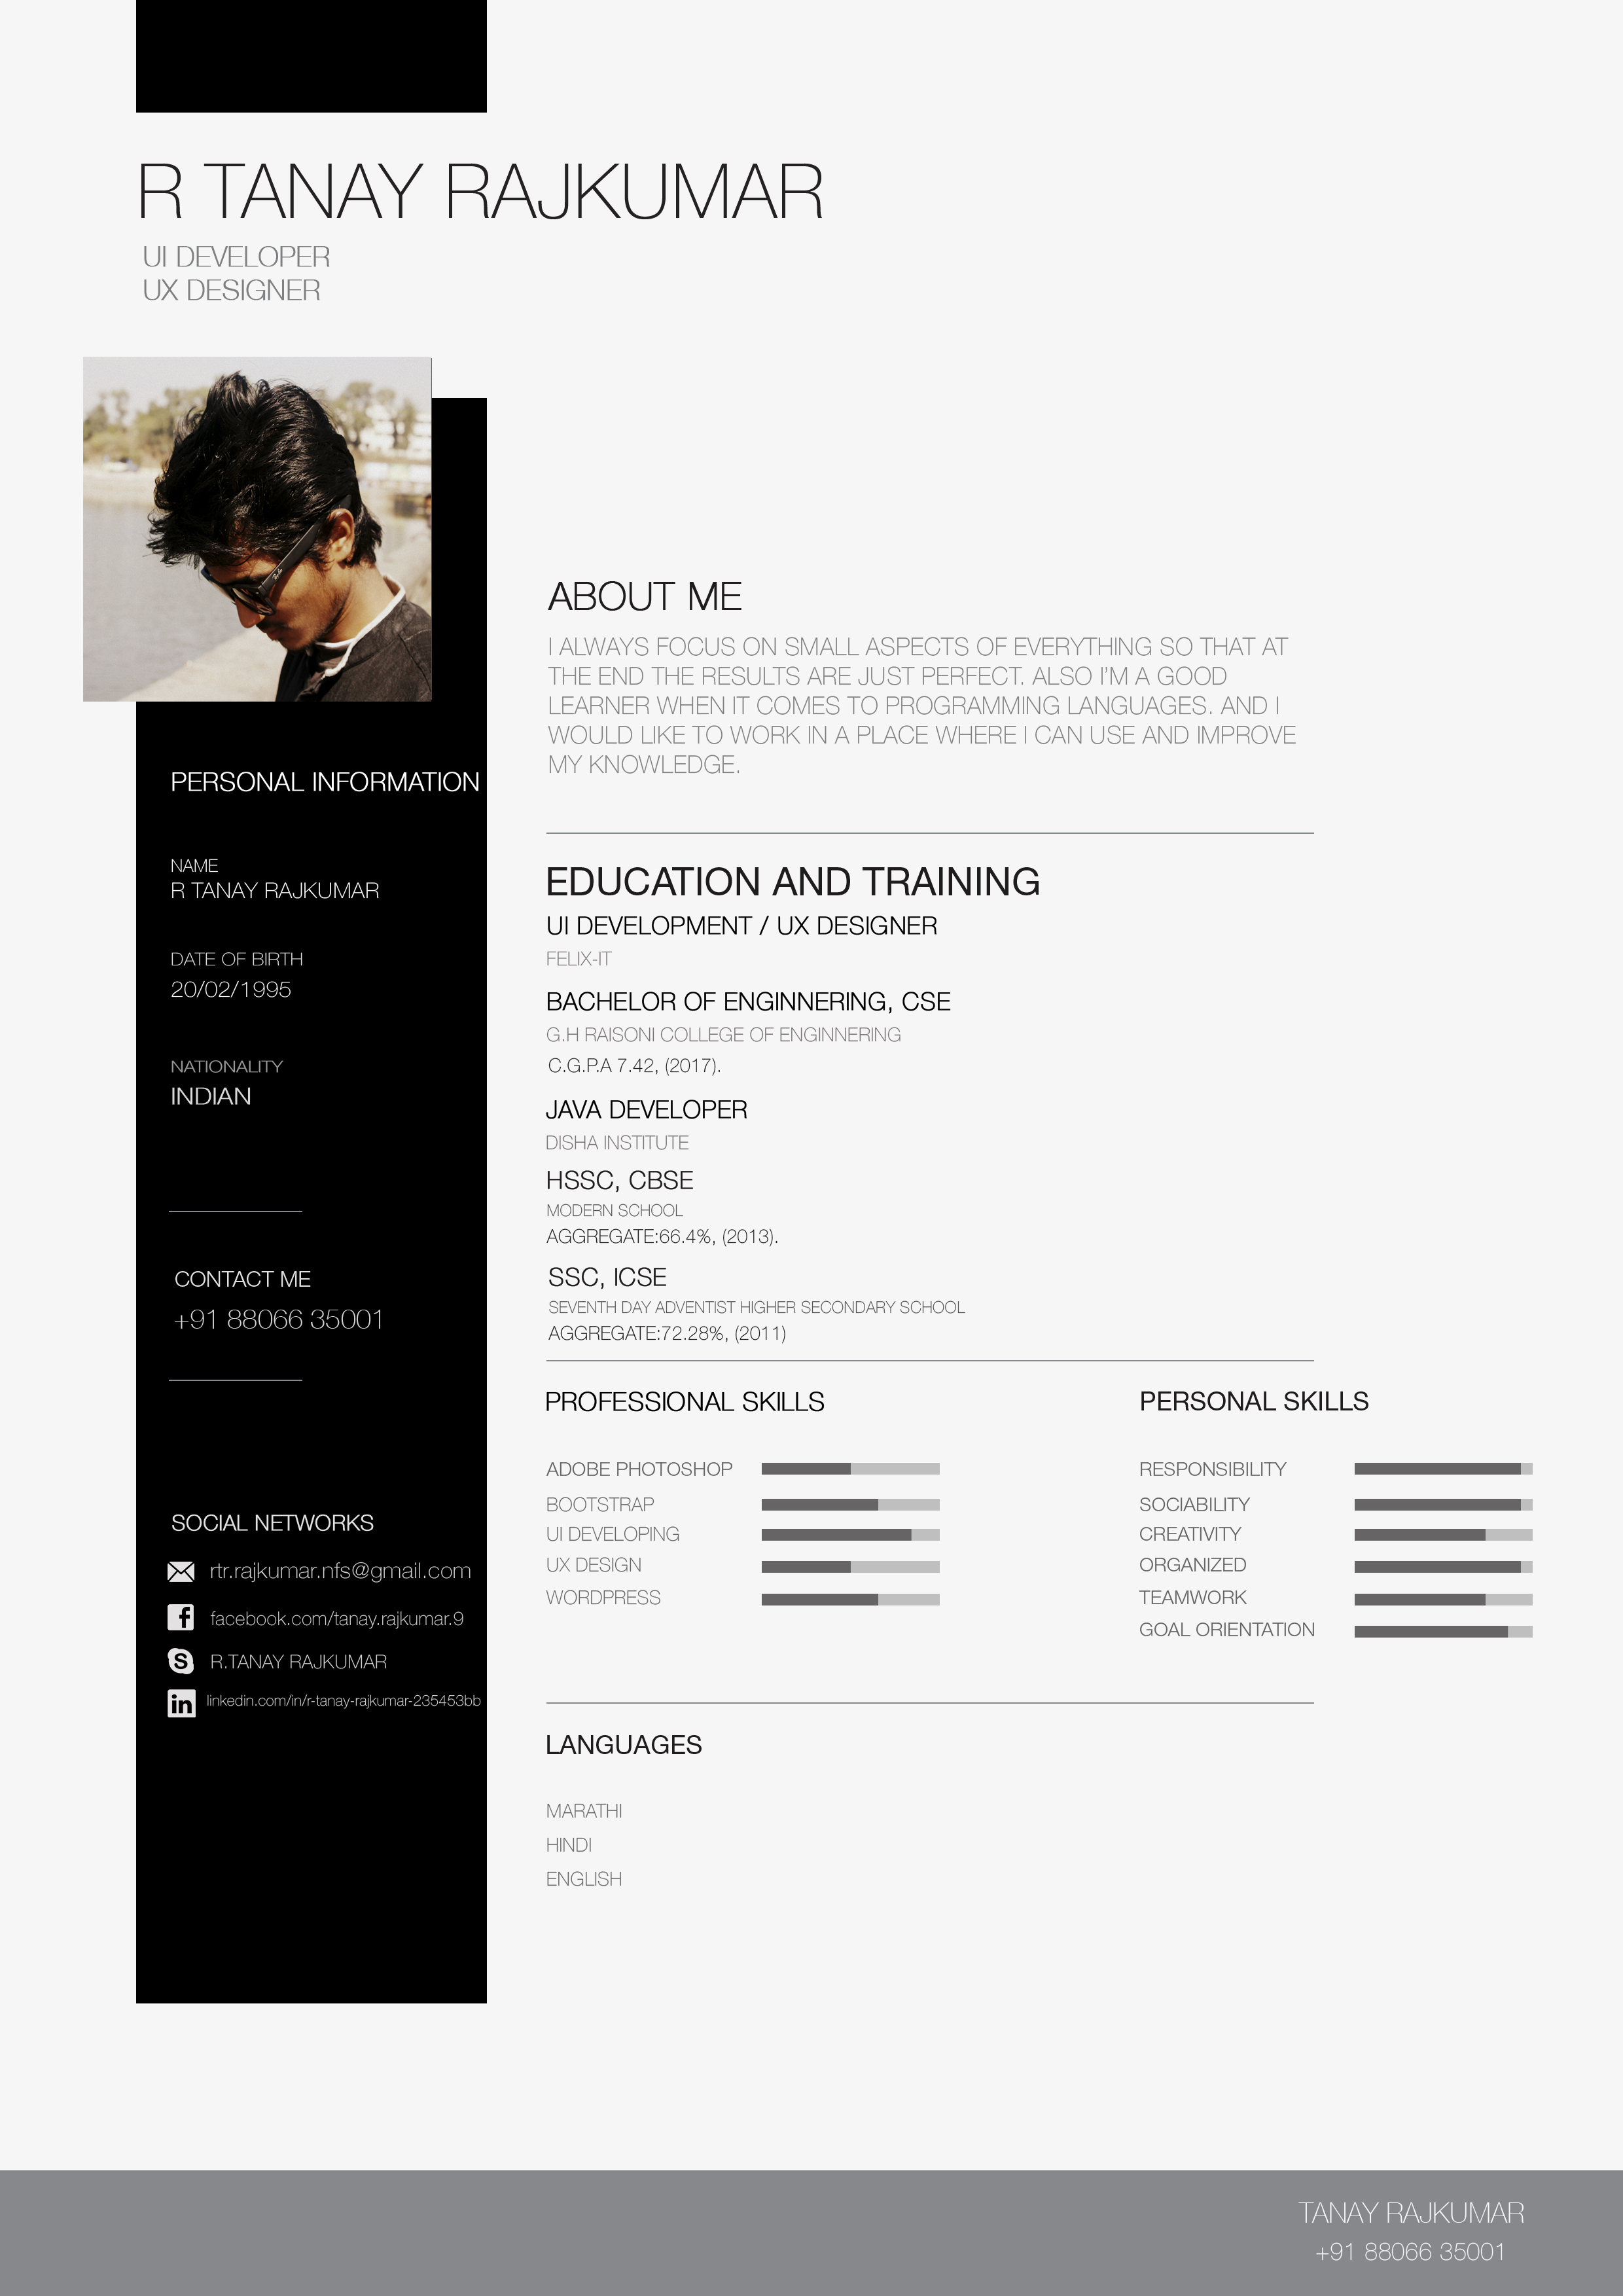 R TANAY RAJKUMAR
UI DEVELOPER
UX DESIGNER
PERSONAL INFORMATION
NAME
R TANAY RAJKUMAR
DATE OF BIRTH
20/02/1995
NATIONALITY
INDIAN
CONTACT ME
+91 88066 35001
SOCIAL NETWORKS
rtr.rajkumar.nfs@gmail.com
facebook.com/tanay.rajkumar.9
R.TANAY RAJKUMAR
linkedin.com/in/r-tanay-rajkumar-235453bb
ABOUT ME
I ALWAYS FOCUS ON SMALL ASPECTS OF EVERYTHING SO THAT AT
THE END THE RESULTS ARE JUST PERFECT. ALSO I'M A GOOD
LEARNER WHEN IT COMES TO PROGRAMMING LANGUAGES. AND I
WOULD LIKE TO WORK IN A PLACE WHERE I CAN USE AND IMPROVE
MY KNOWLEDGE.
EDUCATION AND TRAINING
UI DEVELOPMENT / UX DESIGNER
FELIX-IT
BACHELOR OF ENGINNERING, CSE
G.H RAISONI COLLEGE OF ENGINNERING
C.G.P.A 7.42, (2017).
JAVA DEVELOPER
DISHA INSTITUTE
HSSC, CBSE
MODERN SCHOOL
AGGREGATE:66.4%, (2013).
SSC, ICSE
SEVENTH DAY ADVENTIST HIGHER SECONDARY SCHOOL
AGGREGATE:72.28%, (2011)
PROFESSIONAL SKILLS
ADOBE PHOTOSHOP
BOOTSTRAP
UI DEVELOPING
UX DESIGN
WORDPRESS
PERSONAL SKILLS
RESPONSIBILITY
SOCIABILITY
CREATIVITY
ORGANIZED
TEAMWORK
GOAL ORIENTATION
LANGUAGES
MARATHI
HINDI
ENGLISH
TANAY RAJKUMAR
+91 88066 35001